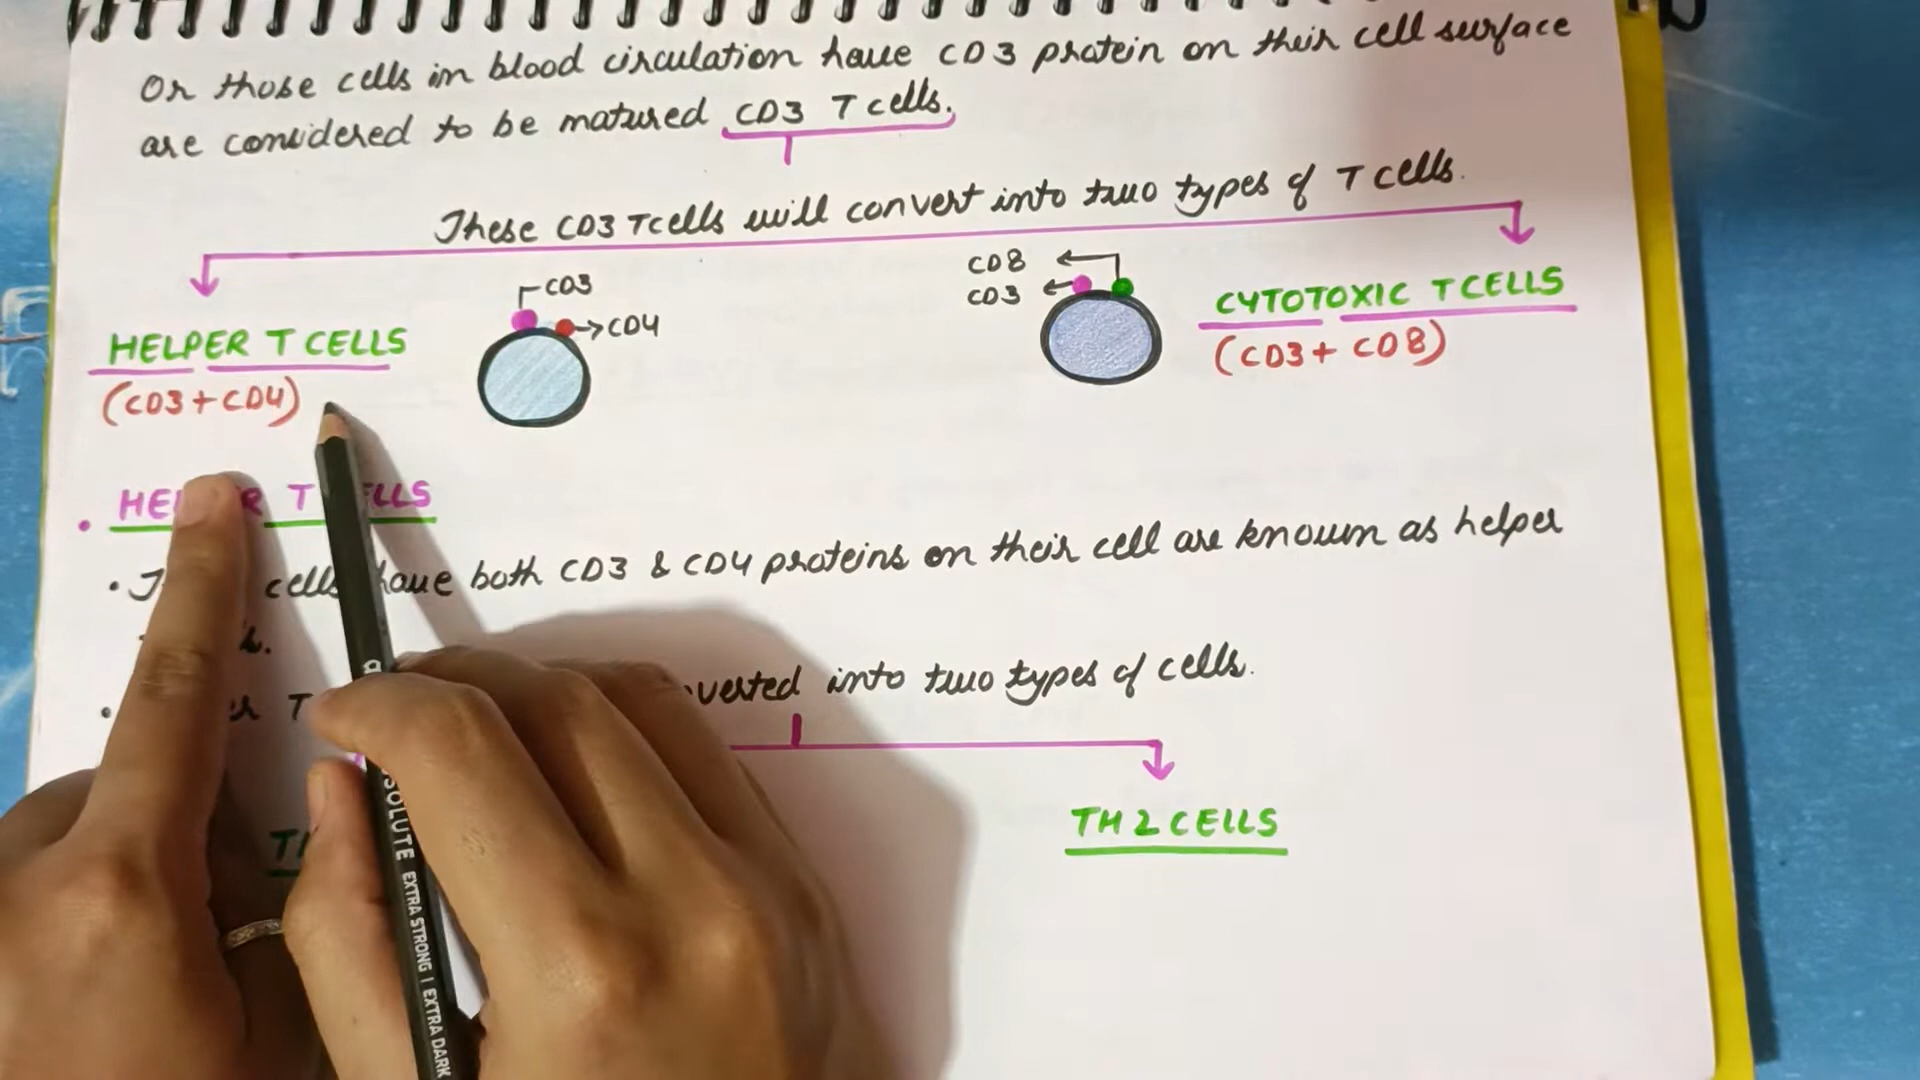 Or those cells in blood circulation have CD3 protein on their cell surface
are considered to be matured CD3 T cells.
These CD3 T cells will convert into two types of T cells.
CD3
CD4
CD8
CD3
HELPER T CELLS
(CD3+CD4)
CYTOTOXIC T CELLS
(CD3+ CD8)
T
cells have both CD3 & CD4 proteins on their cell are known as helper
T
into two types of cells.
TH2 CELLS
ABSOLUTE EXTRA STRONG | EXTRA DARK